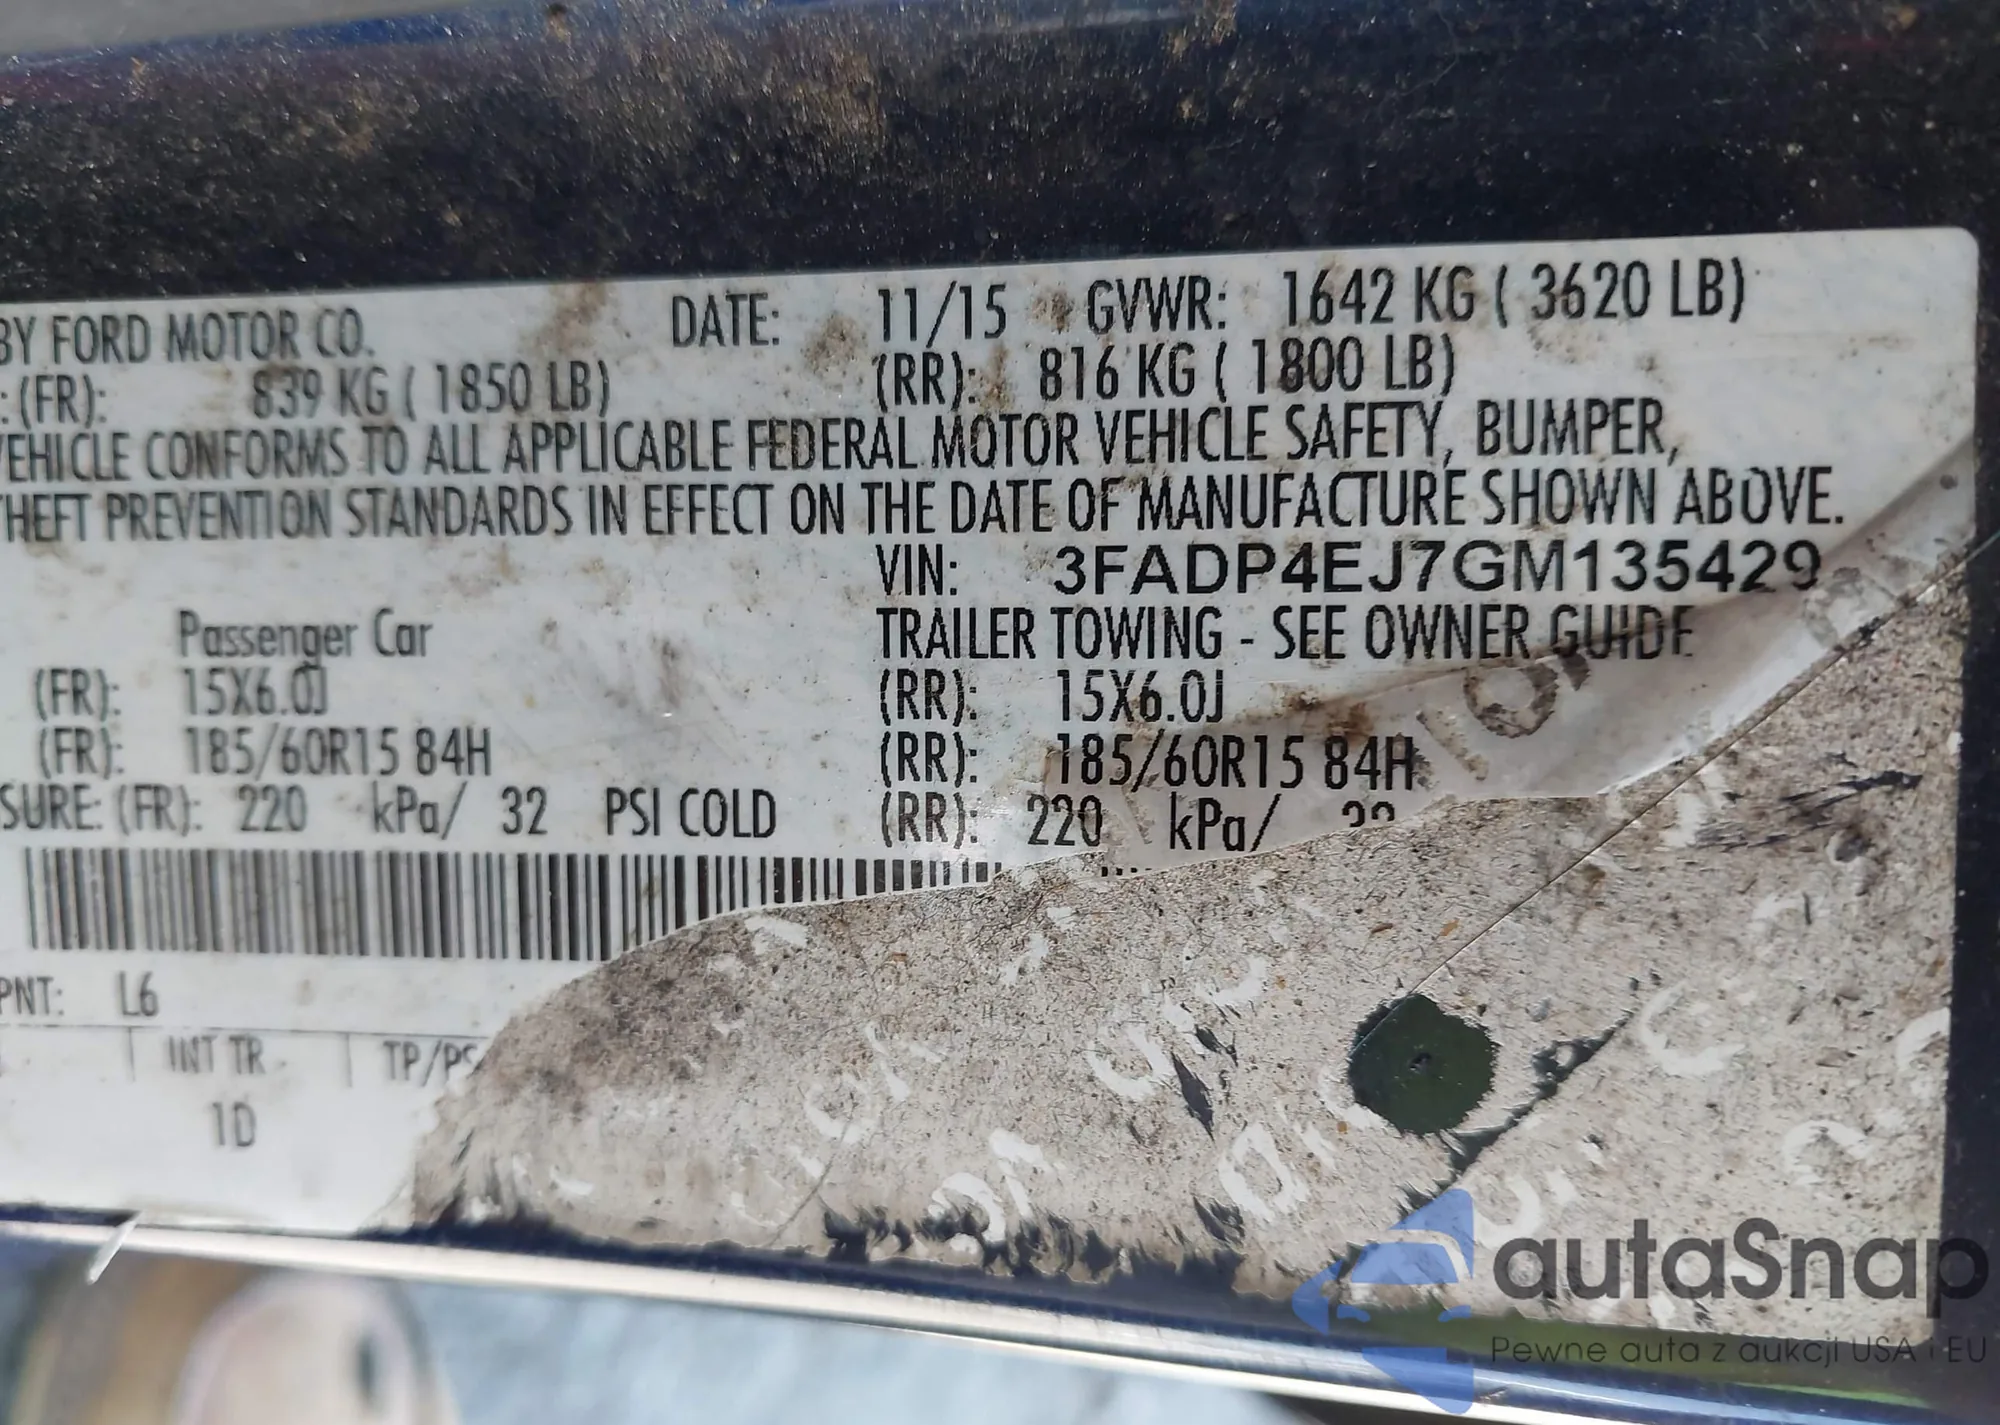 BY FORD MOTOR CO. DATE: 11/15 GVWR: 1642 KG ( 3620 LB)
: (FR): 839 KG ( 1850 LB) (RR): 816 KG ( 1800 LB)
VEHICLE CONFORMS TO ALL APPLICABLE FEDERAL MOTOR VEHICLE SAFETY, BUMPER,
THEFT PREVENTION STANDARDS IN EFFECT ON THE DATE OF MANUFACTURE SHOWN ABOVE.
VIN: 3FADP4EJ7GM135429
Passenger Car TRAILER TOWING - SEE OWNER GUIDE
(FR): 15X6.0J (RR): 15X6.0J
(FR): 185/60R15 84H (RR): 185/60R15 84H
SURE: (FR): 220 kPa/ 32 PSI COLD (RR): 220 kPa/ 32
PNT: L6
INT TR TP/PS
1D
autaSnap
Pewne auta z aukcji USA i EU